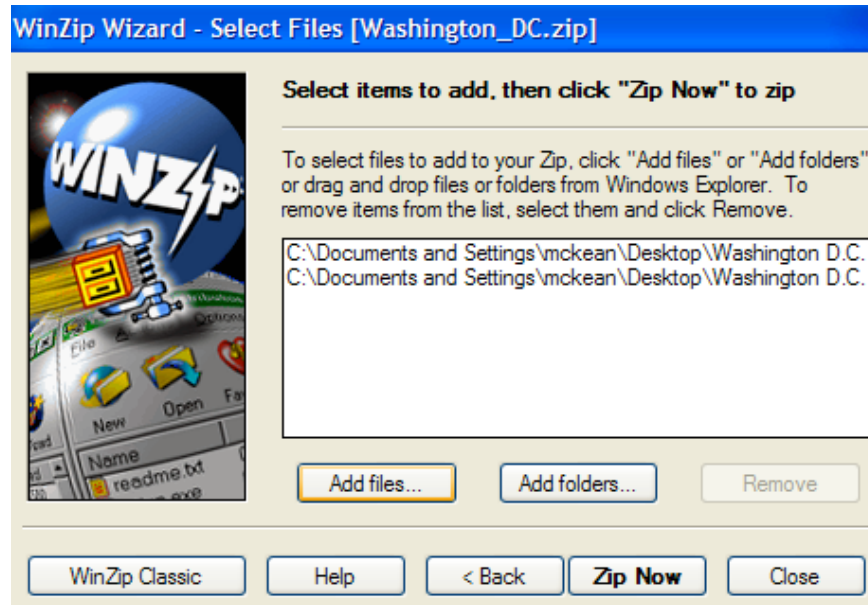 WinZip Wizard - Select Files [Washington_DC.zip]
Select items to add, then click "Zip Now" to zip
To select files to add to your Zip, click "Add files" or "Add folders"
or drag and drop files or folders from Windows Explorer. To
remove items from the list, select them and click Remove.
C:\Documents and Settings\mckean\Desktop\Washington D.C.
C:\Documents and Settings\mckean\Desktop\Washington D.C.
WINZIP
File
Options
New
Open
Name
readme.txt
Add files...
Add folders...
Remove
WinZip Classic
Help
< Back
Zip Now
Close